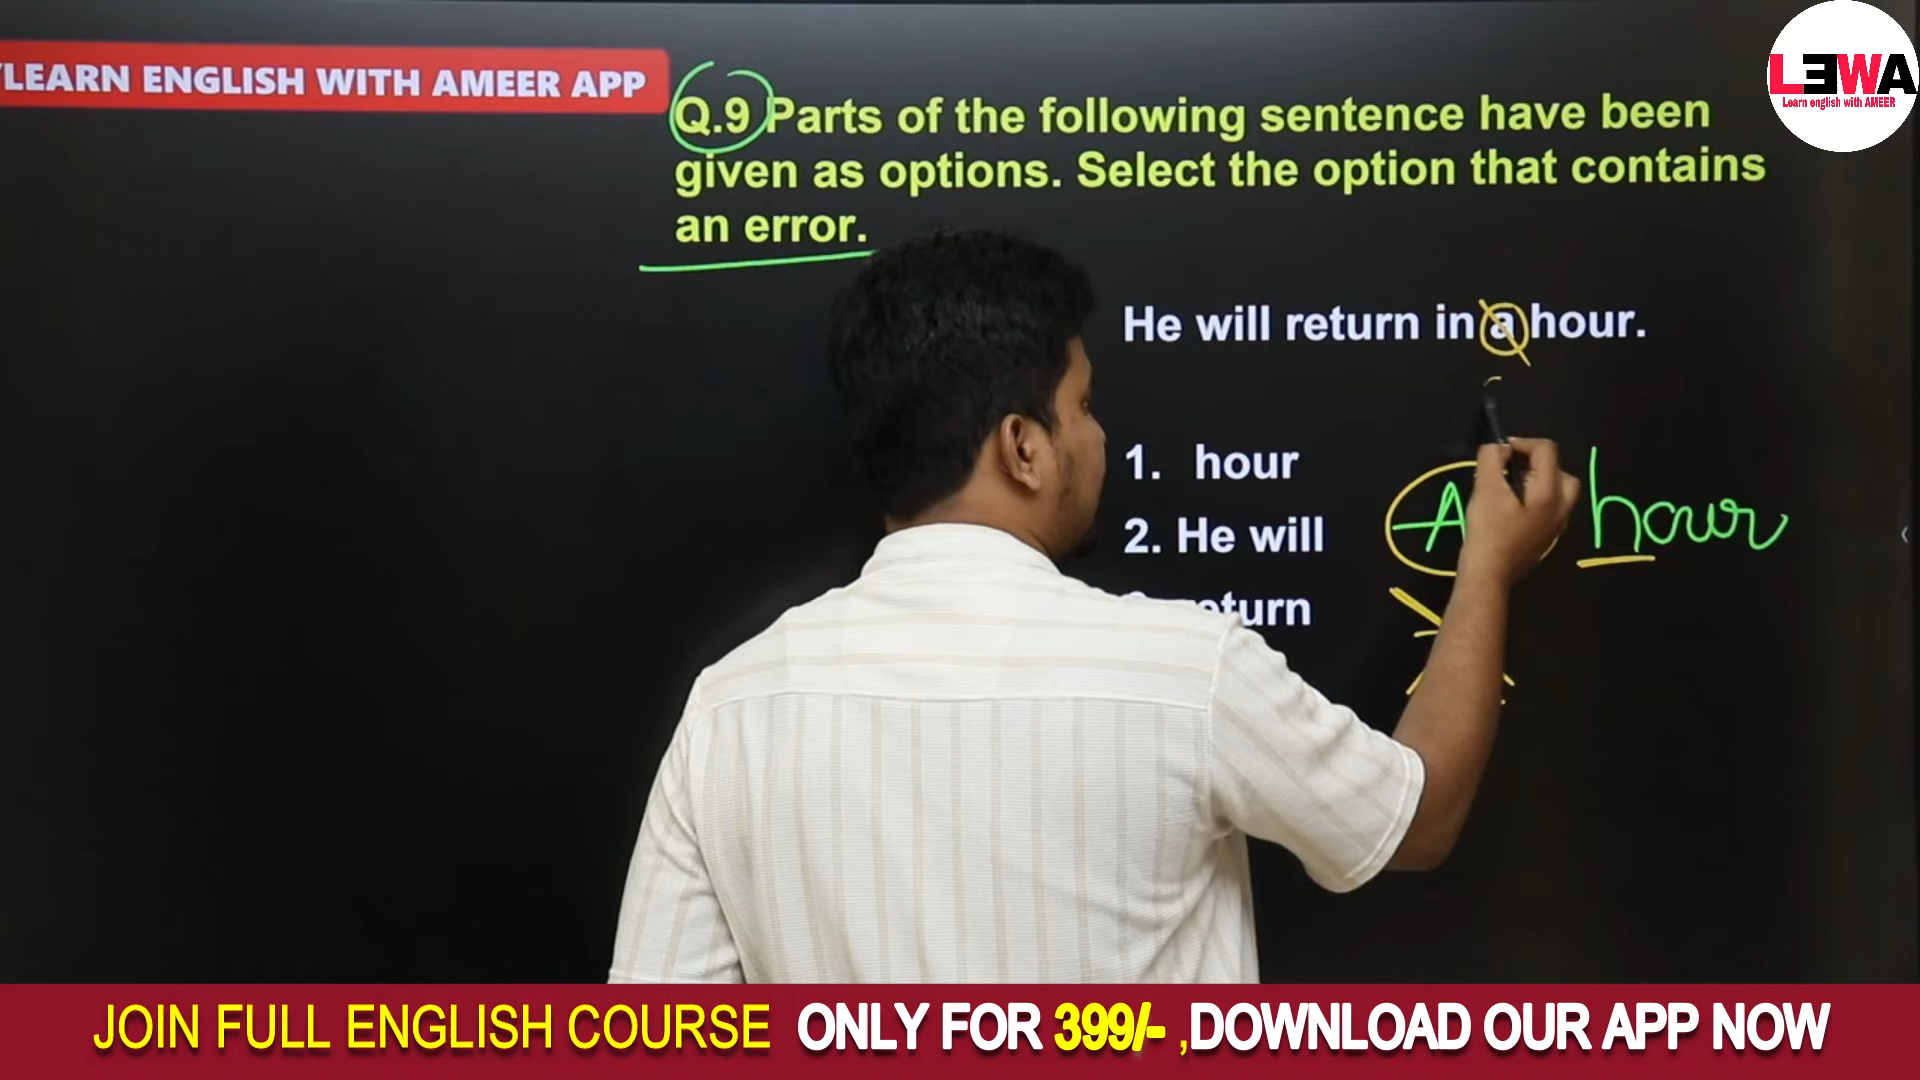 LEARN ENGLISH WITH AMEER APP
LEWA
Learn english with AMEER
Q.9 Parts of the following sentence have been
given as options. Select the option that contains
an error.
He will return in a hour.
1. hour
2. He will
return
A hour
JOIN FULL ENGLISH COURSE ONLY FOR 399/- ,DOWNLOAD OUR APP NOW